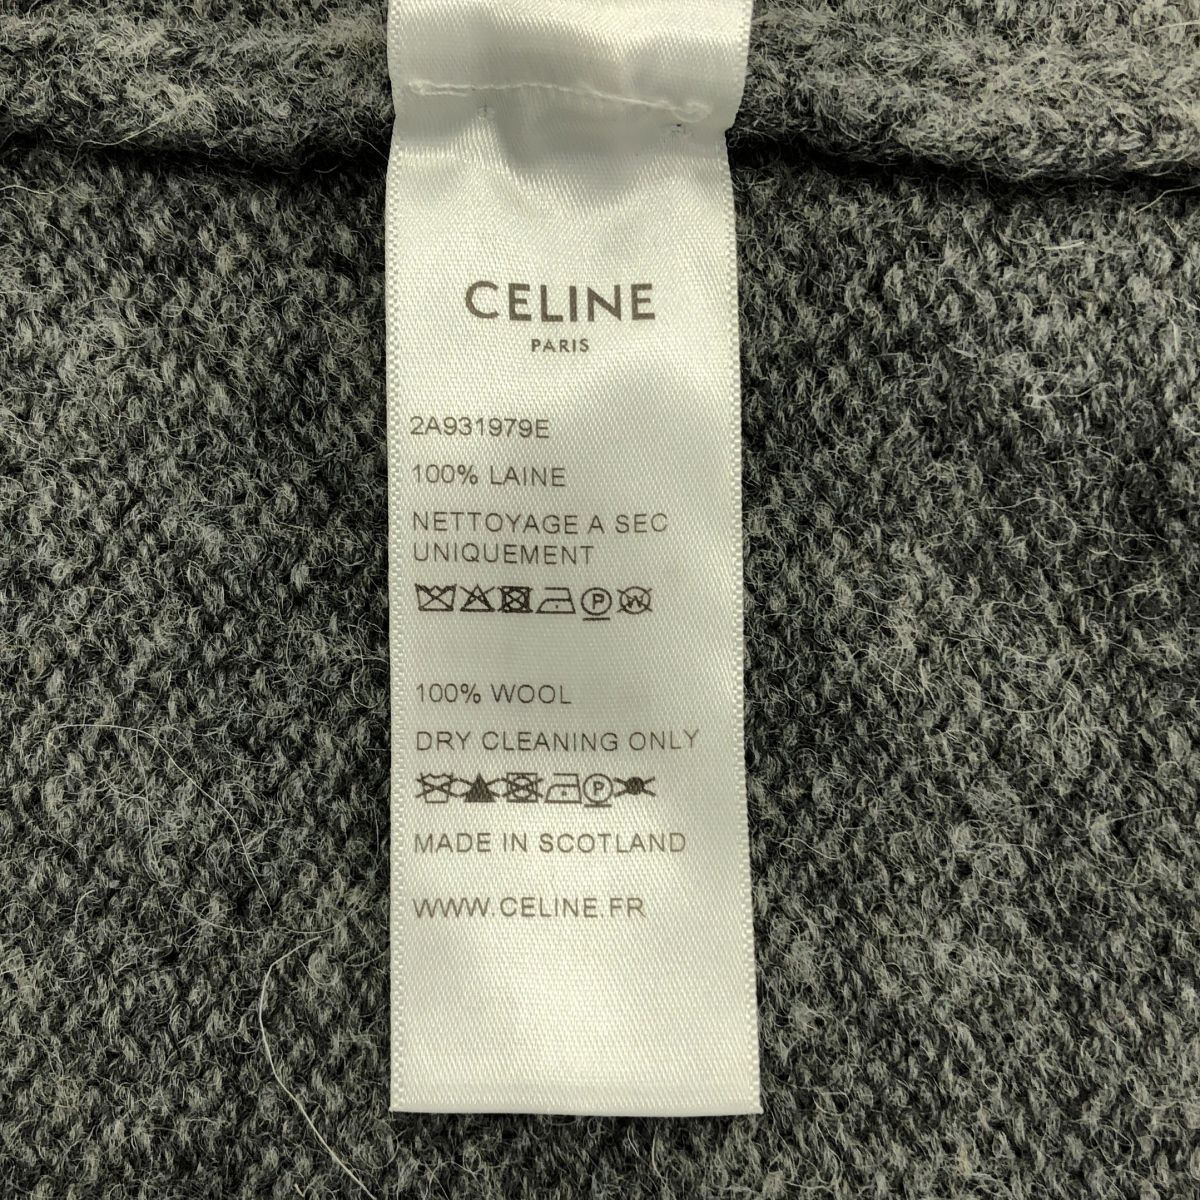 CELINE
PARIS
2A931979E
100% LAINE
NETTOYAGE A SEC
UNIQUEMENT
P W
100% WOOL
DRY CLEANING ONLY
P
MADE IN SCOTLAND
WWW.CELINE.FR